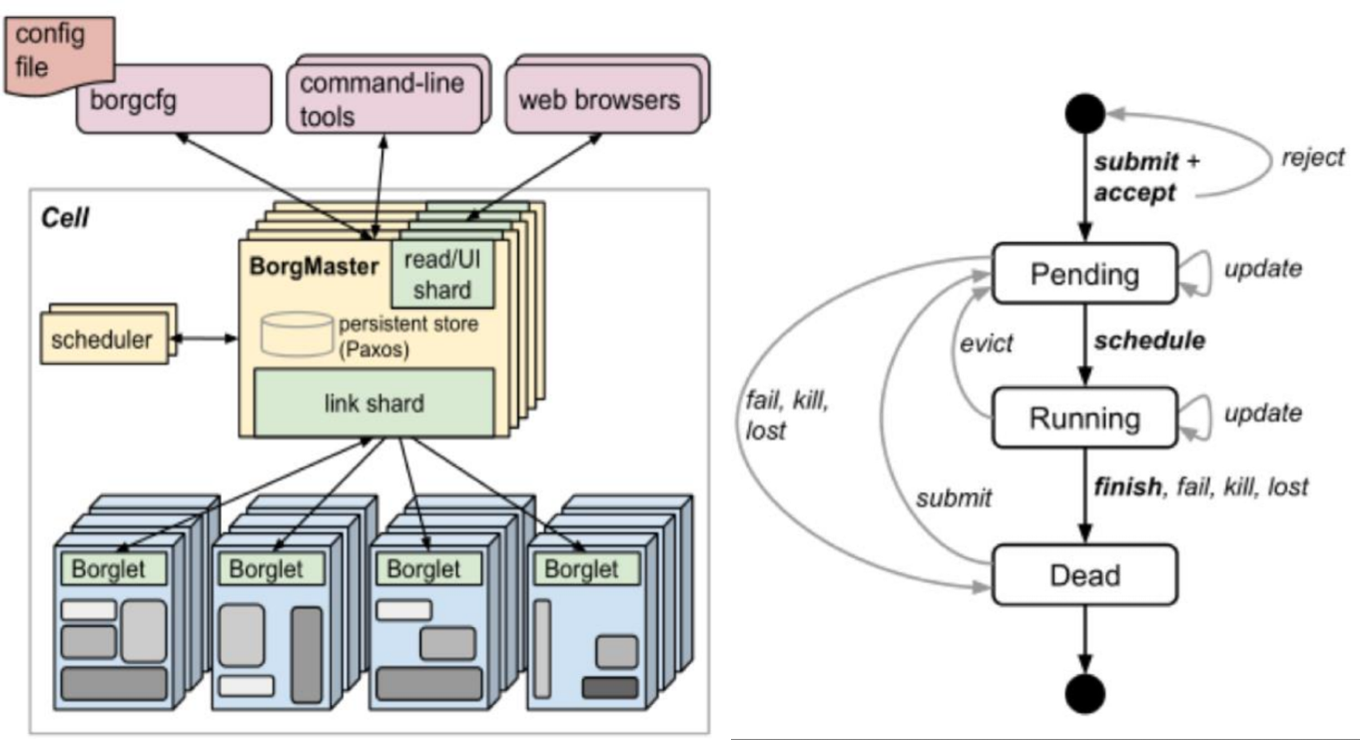 config
file
borgcfg
command-line
tools
web browsers
Cell
BorgMaster
read/UI
shard
persistent store
(Paxos)
scheduler
link shard
Borglet
Borglet
Borglet
Borglet
submit +
accept
reject
Pending
update
evict
schedule
fail, kill,
lost
Running
update
submit
finish, fail, kill, lost
Dead